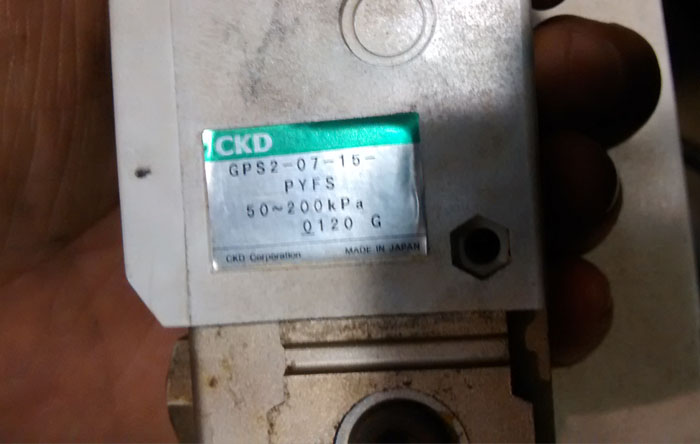 CKD
GPS2-07-15-
PYFS
50~200kPa
0120 G
CKD Corporation MADE IN JAPAN